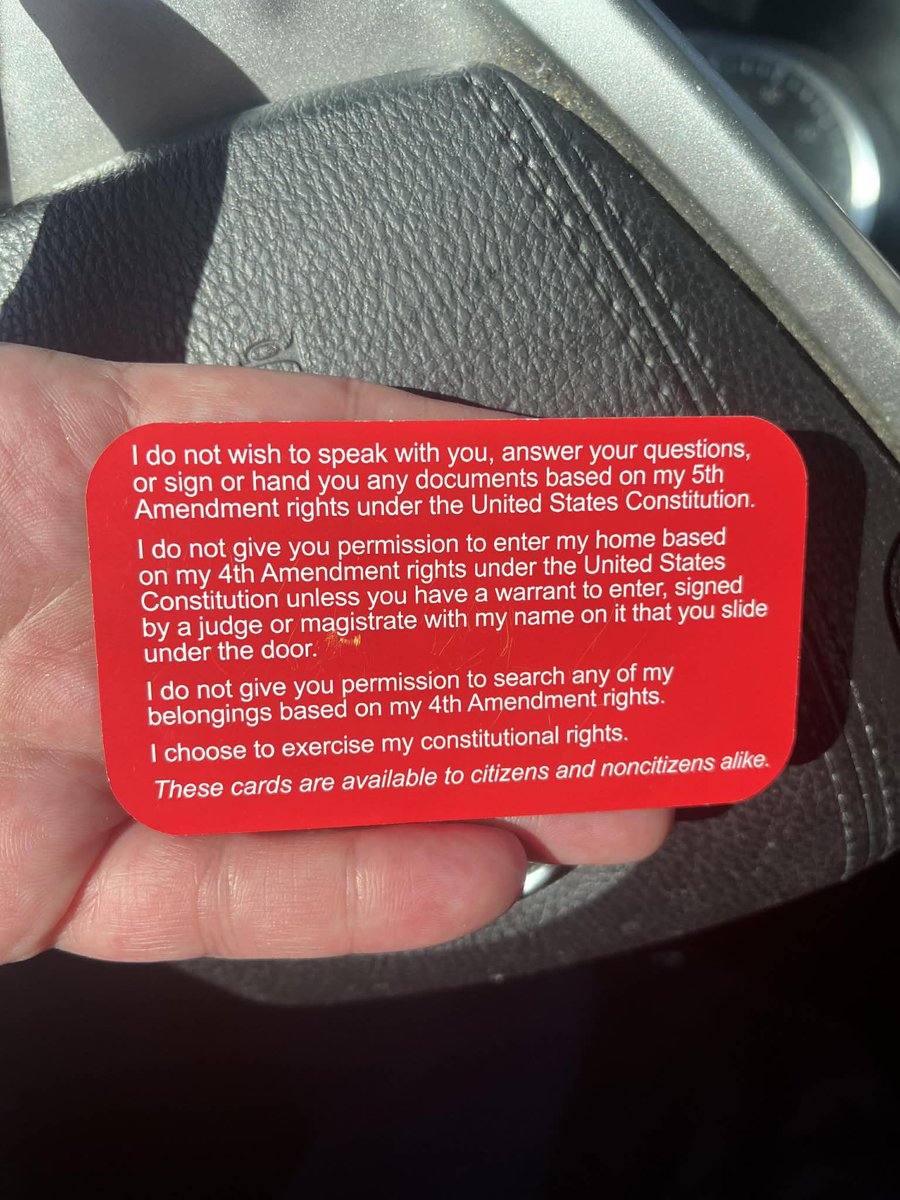 I do not wish to speak with you, answer your questions,
or sign or hand you any documents based on my 5th
Amendment rights under the United States Constitution.
I do not give you permission to enter my home based
on my 4th Amendment rights under the United States
Constitution unless you have a warrant to enter, signed
by a judge or magistrate with my name on it that you slide
under the door.
I do not give you permission to search any of my
belongings based on my 4th Amendment rights.
I choose to exercise my constitutional rights.
These cards are available to citizens and noncitizens alike.